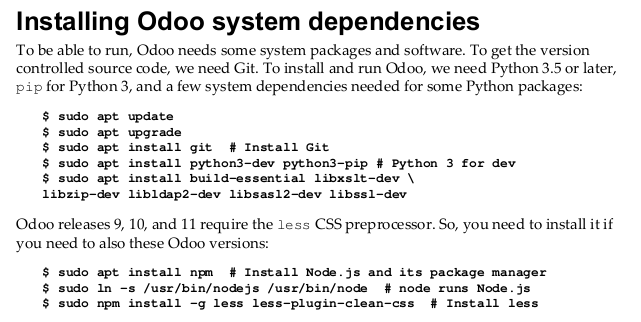 Installing Odoo system dependencies
To be able to run, Odoo needs some system packages and software. To get the version
controlled source code, we need Git. To install and run Odoo, we need Python 3.5 or later,
pip for Python 3, and a few system dependencies needed for some Python packages:
$ sudo apt update
$ sudo apt upgrade
$ sudo apt install git  # Install Git
$ sudo apt install python3-dev python3-pip # Python 3 for dev
$ sudo apt install build-essential libxslt-dev \
libzip-dev libldap2-dev libsasl2-dev libssl-dev
Odoo releases 9, 10, and 11 require the less CSS preprocessor. So, you need to install it if
you need to also these Odoo versions:
$ sudo apt install npm  # Install Node.js and its package manager
$ sudo ln -s /usr/bin/nodejs /usr/bin/node  # node runs Node.js
$ sudo npm install -g less less-plugin-clean-css  # Install less